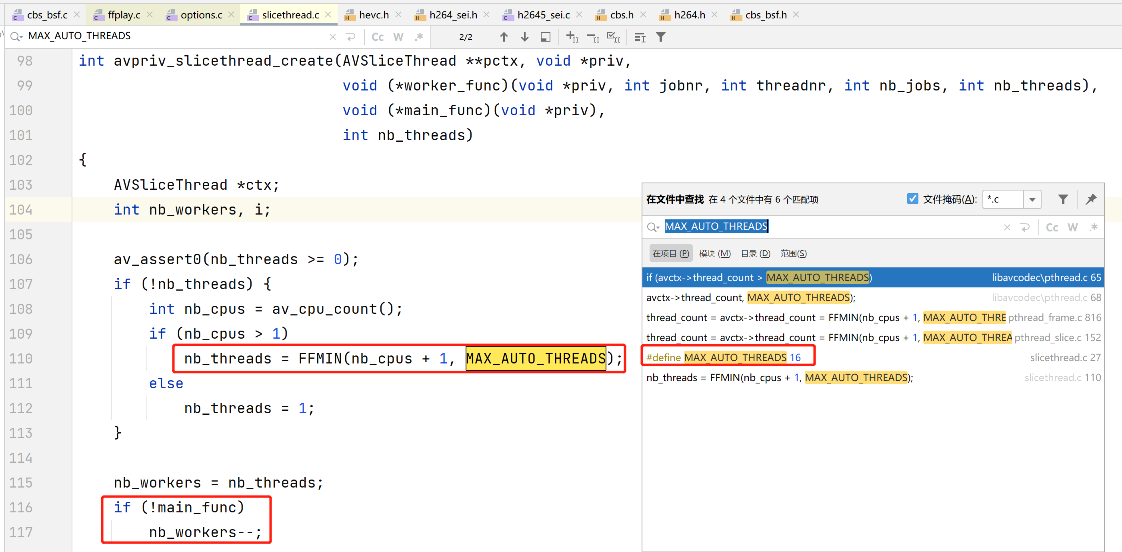 cbs_bsf.c ffplay.c options.c slicethread.c hevc.c h264_sei.h h2645_sei.c cbs.h h264.h cbs_bsf.h
MAX_AUTO_THREADS Cc W .* 2/2
98 int avpriv_slicethread_create(AVSliceThread **pctx, void *priv,
99 void (*worker_func)(void *priv, int jobnr, int threadnr, int nb_jobs, int nb_threads),
100 void (*main_func)(void *priv),
101 int nb_threads)
102 {
103 AVSliceThread *ctx;
104 int nb_workers, i;
105
106 av_assert0(nb_threads >= 0);
107 if (!nb_threads) {
108 int nb_cpus = av_cpu_count();
109 if (nb_cpus > 1)
110 nb_threads = FFMIN(nb_cpus + 1, MAX_AUTO_THREADS);
111 else
112 nb_threads = 1;
113 }
114
115 nb_workers = nb_threads;
116 if (!main_func)
117 nb_workers--;
在文件中查找 在 4 个文件中有 6 个匹配项 文件掩码(A): *.c
MAX_AUTO_THREADS Cc W .*
在项目 (P) 模块 (M) 目录 (D) 范围(S)
if (avctx->thread_count > MAX_AUTO_THREADS) libavcodec\pthread.c 65
avctx->thread_count, MAX_AUTO_THREADS); libavcodec\pthread.c 68
thread_count = avctx->thread_count = FFMIN(nb_cpus + 1, MAX_AUTO_THRE pthread_frame.c 816
thread_count = avctx->thread_count = FFMIN(nb_cpus + 1, MAX_AUTO_THREA pthread_slice.c 152
#define MAX_AUTO_THREADS 16 slicethread.c 27
nb_threads = FFMIN(nb_cpus + 1, MAX_AUTO_THREADS); slicethread.c 110